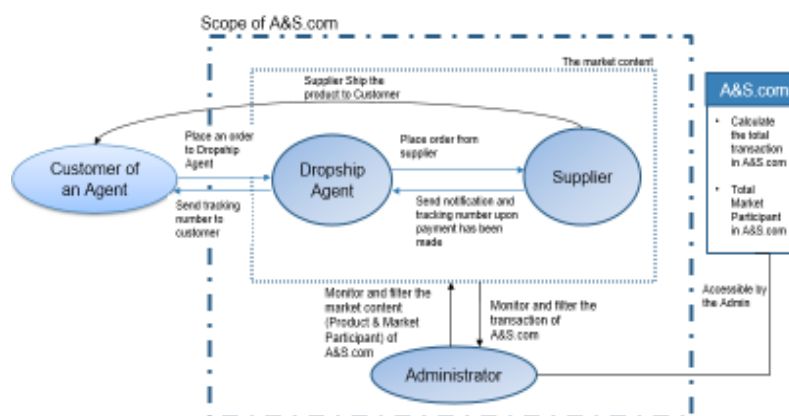 Scope of A&S.com
The market content
Supplier Ship the
product to Customer
A&S.com
• Calculate
the total
transaction
in A&S.com
• Total
Market
Participant
in A&S.com
Place an order
to Dropship
Agent
Place order from
supplier
Customer of
an Agent
Dropship
Agent
Supplier
Send tracking
number to
customer
Send notification and
tracking number upon
payment has been
made
Monitor and filter the
market content
(Product & Market
Participant) of
A&S.com
Monitor and filter the
transaction of
A&S.com
Accessible by
the Admin
Administrator